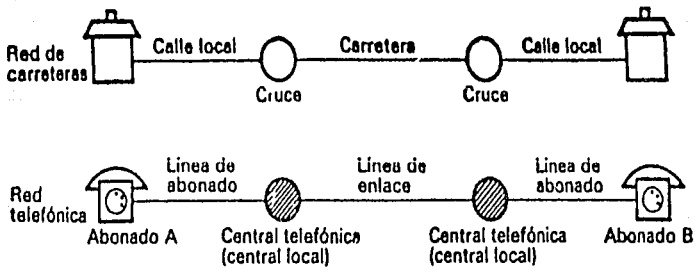 Red de
carreteras
Calle local
Carretera
Calle local
Cruce
Cruce
Red
telefónica
Línea de
abonado
Línea de
enlace
Línea de
abonado
Abonado A
Central telefónica
(central local)
Central telefónica
(central local)
Abonado B